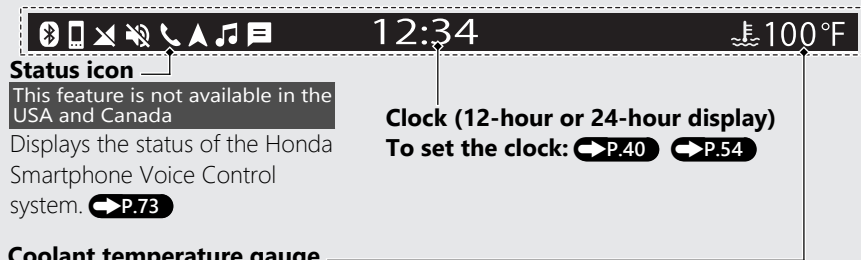 12:34
100°F
Status icon
This feature is not available in the
USA and Canada
Displays the status of the Honda
Smartphone Voice Control
system. P.73
Clock (12-hour or 24-hour display)
To set the clock: P.40 P.54
Coolant temperature gauge